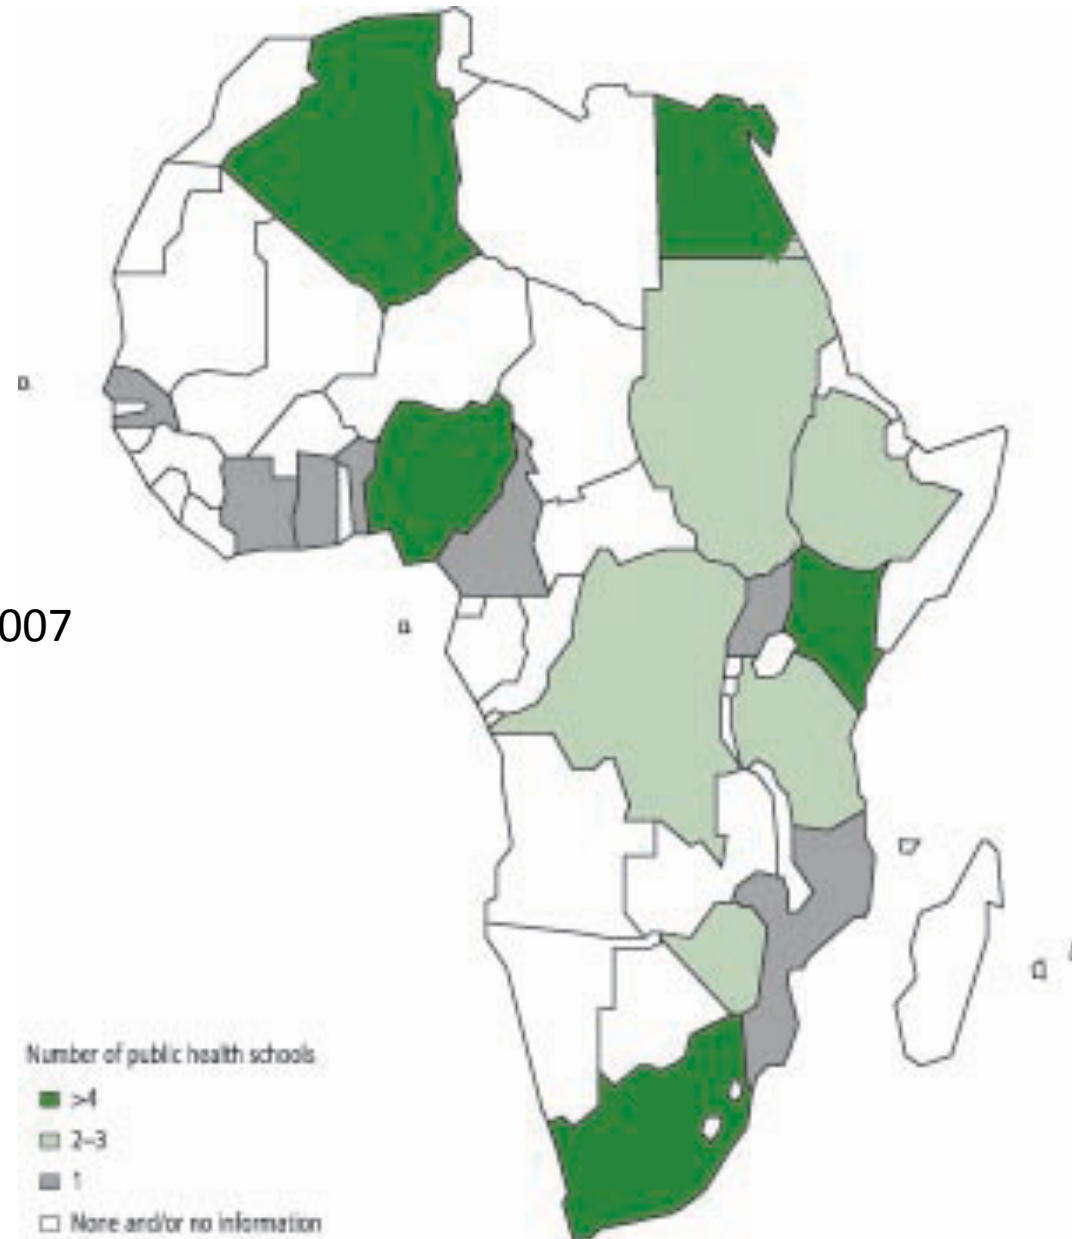 007
Number of public health schools
>4
2–3
1
None and/or no information